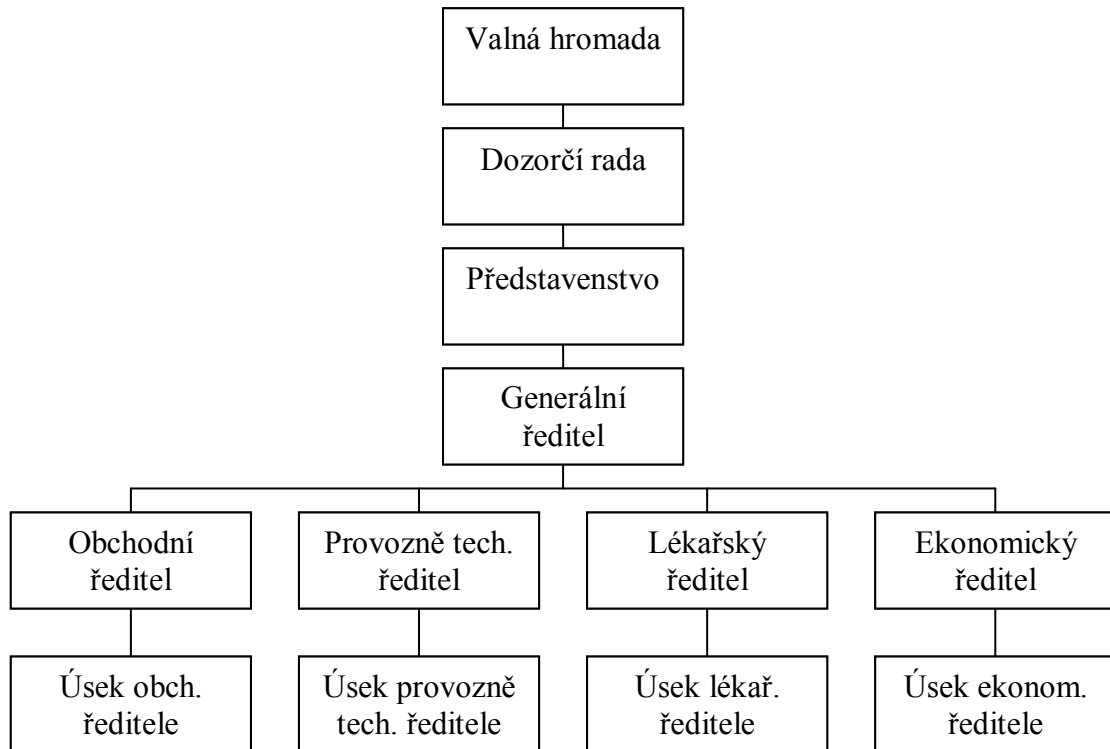 Valná hromada
Dozorčí rada
Představenstvo
Generální
ředitel
Obchodní
ředitel
Provozně tech.
ředitel
Lékařský
ředitel
Ekonomický
ředitel
Úsek obch.
ředitele
Úsek provozně
tech. ředitele
Úsek lékař.
ředitele
Úsek ekonom.
ředitele